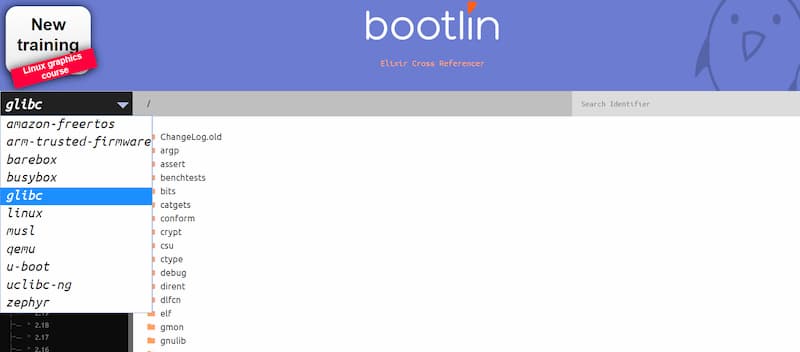 New
training
Linux graphics
course
bootlin
Elixir Cross Referencer
glibc
/
Search Identifier
amazon-freertos
arm-trusted-firmware
barebox
busybox
glibc
linux
musl
qemu
u-boot
uclibc-ng
zephyr
ChangeLog.old
argp
assert
benchtests
bits
catgets
conform
crypt
csu
ctype
debug
dirent
dlfcn
elf
gmon
gnulib
2.18
2.17
2.16